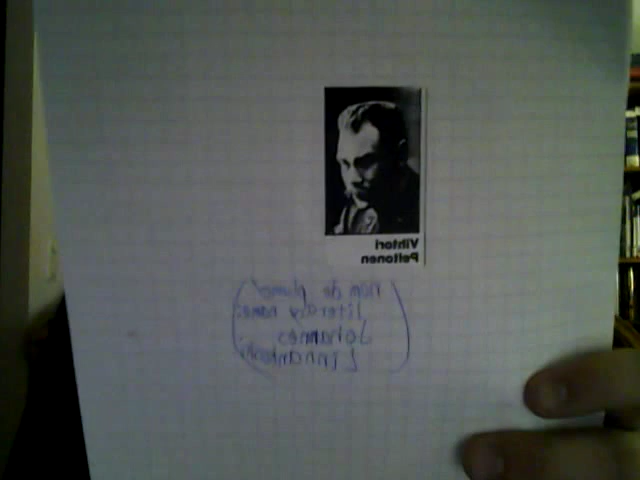 Vihtori
Peltonen
(nom de plume/
literary name:
Johannes
Linnankoski)